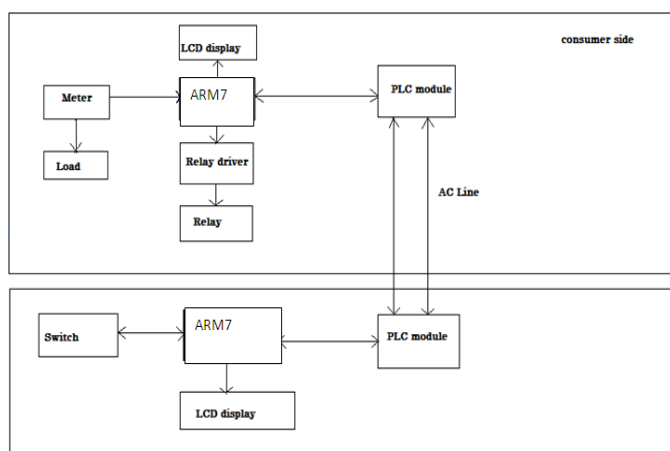 LCD display
consumer side
Meter
ARM7
PLC module
Load
Relay driver
AC Line
Relay
Switch
ARM7
PLC module
LCD display